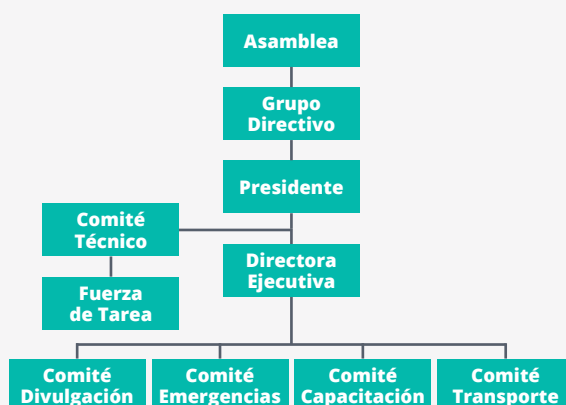 Asamblea
Grupo
Directivo
Presidente
Comité
Técnico
Directora
Ejecutiva
Fuerza
de Tarea
Comité
Divulgación
Comité
Emergencias
Comité
Capacitación
Comité
Transporte